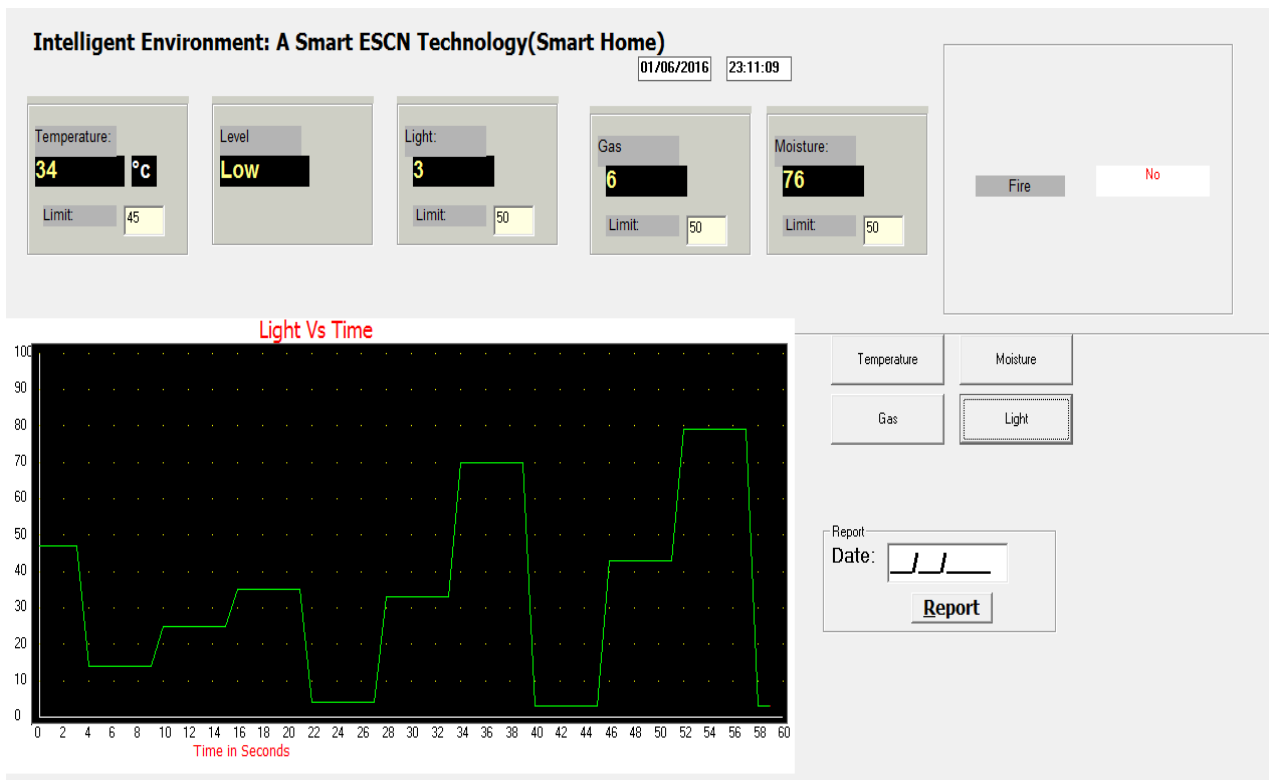 Intelligent Environment: A Smart ESCN Technology(Smart Home)
01/06/2016 23:11:09
Temperature:
34 °c
Limit: 45
Level
Low
Light:
3
Limit: 50
Gas
6
Limit: 50
Moisture:
76
Limit: 50
Fire No
Light Vs Time
100
90
80
70
60
50
40
30
20
10
0
0 2 4 6 8 10 12 14 16 18 20 22 24 26 28 30 32 34 36 38 40 42 44 46 48 50 52 54 56 58 60
Time in Seconds
Temperature Moisture
Gas Light
Report
Date: __/__/____
Report